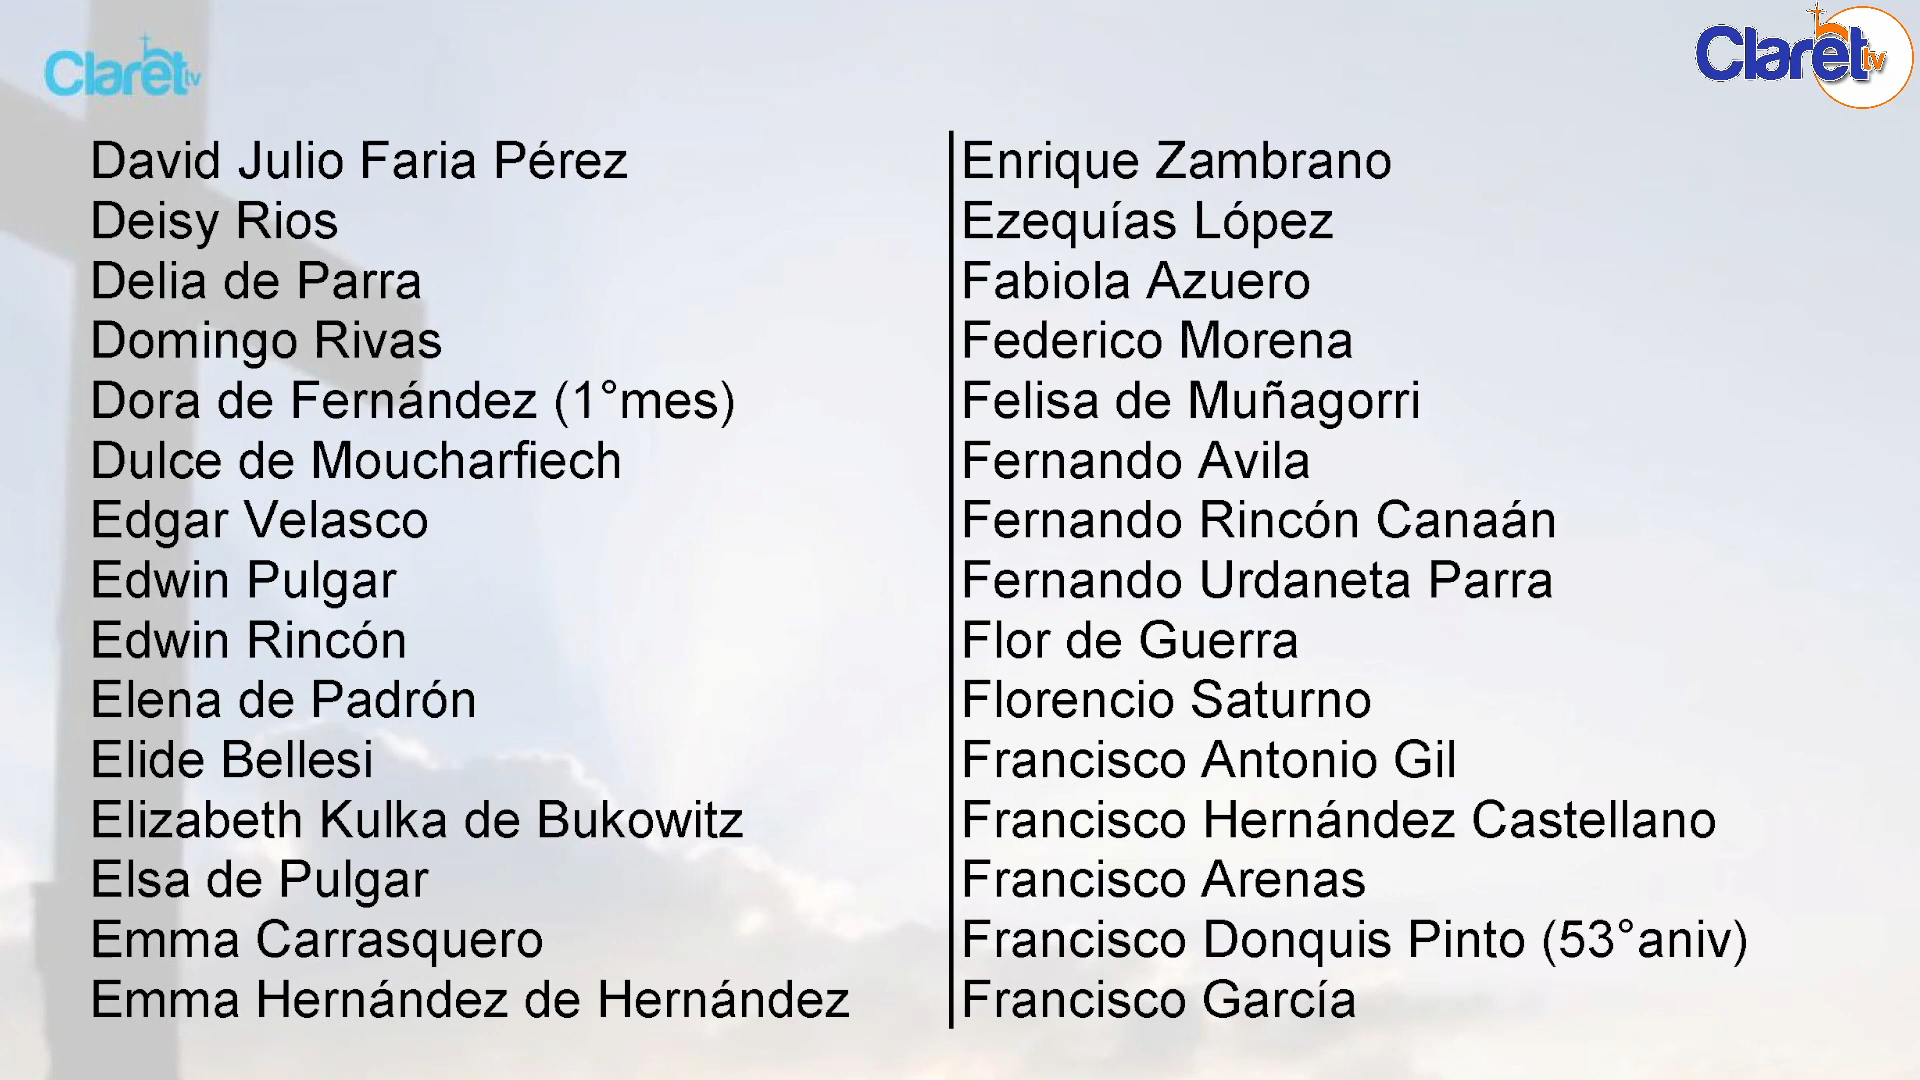 Claret tv
Claret tv
David Julio Faria Pérez
Deisy Rios
Delia de Parra
Domingo Rivas
Dora de Fernández (1°mes)
Dulce de Moucharfiech
Edgar Velasco
Edwin Pulgar
Edwin Rincón
Elena de Padrón
Elide Bellesi
Elizabeth Kulka de Bukowitz
Elsa de Pulgar
Emma Carrasquero
Emma Hernández de Hernández
Enrique Zambrano
Ezequías López
Fabiola Azuero
Federico Morena
Felisa de Muñagorri
Fernando Avila
Fernando Rincón Canaán
Fernando Urdaneta Parra
Flor de Guerra
Florencio Saturno
Francisco Antonio Gil
Francisco Hernández Castellano
Francisco Arenas
Francisco Donquis Pinto (53°aniv)
Francisco García